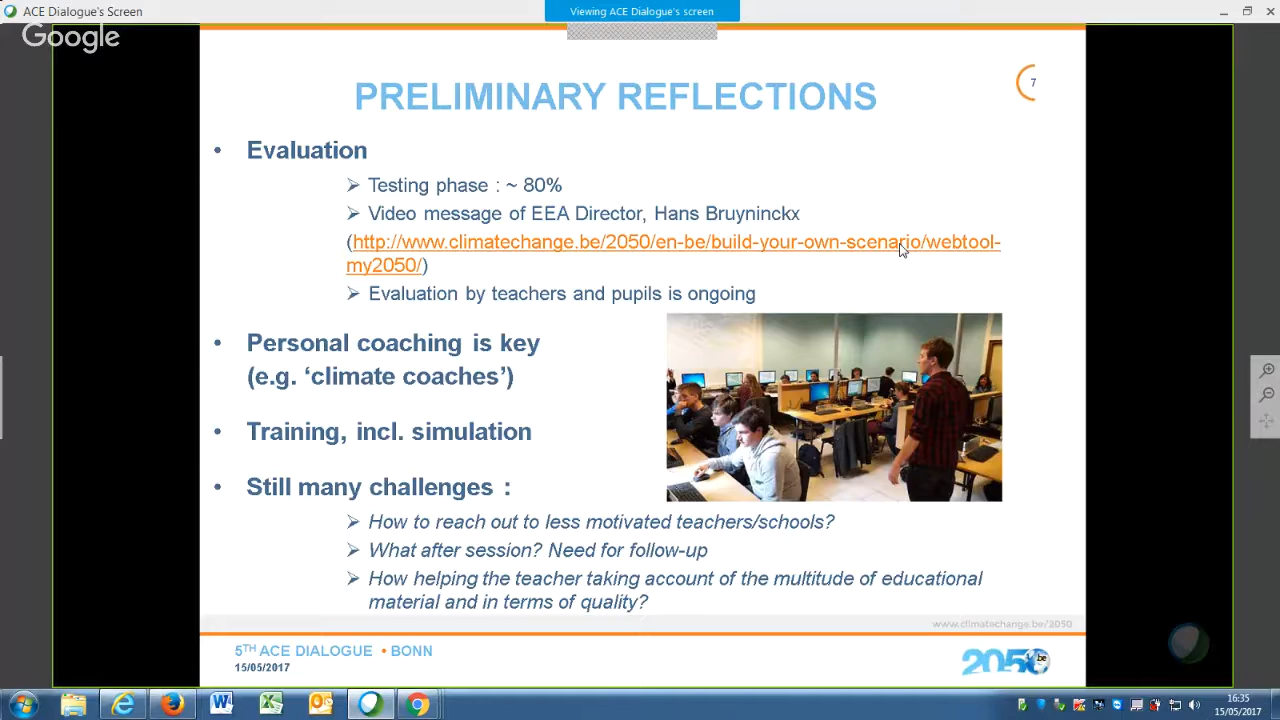 ACE Dialogue's Screen
Viewing ACE Dialogue's screen
Google
7
PRELIMINARY REFLECTIONS
• Evaluation
➢ Testing phase : ~ 80%
➢ Video message of EEA Director, Hans Bruyninckx
(http://www.climatechange.be/2050/en-be/build-your-own-scenario/webtool-
my2050/)
➢ Evaluation by teachers and pupils is ongoing
• Personal coaching is key
(e.g. ‘climate coaches’)
• Training, incl. simulation
• Still many challenges :
➢ How to reach out to less motivated teachers/schools?
➢ What after session? Need for follow-up
➢ How helping the teacher taking account of the multitude of educational
material and in terms of quality?
www.climatechange.be/2050
5TH ACE DIALOGUE • BONN
15/05/2017
2050 .be
16:35
15/05/2017